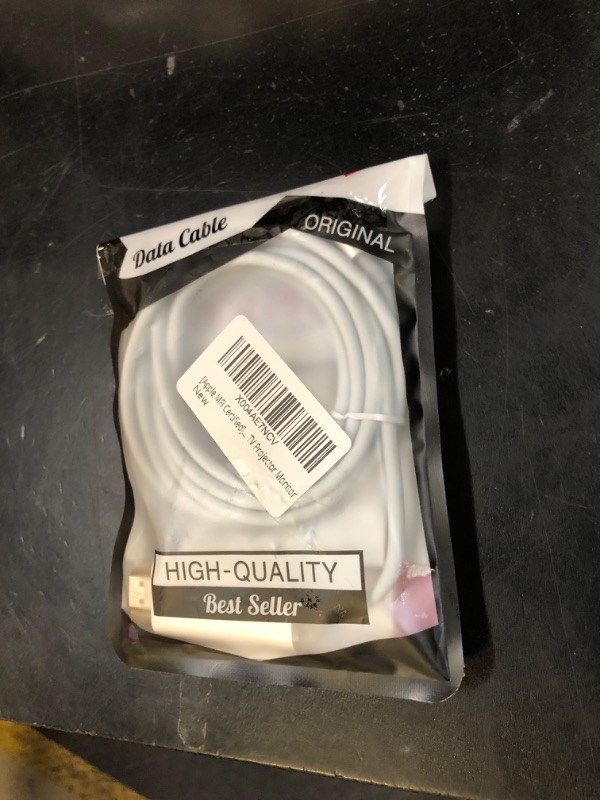 Data Cable
ORIGINAL
X004AE7NCV
[Apple MFi Certified]... TV Projector Monitor
New
HIGH-QUALITY
Best Seller